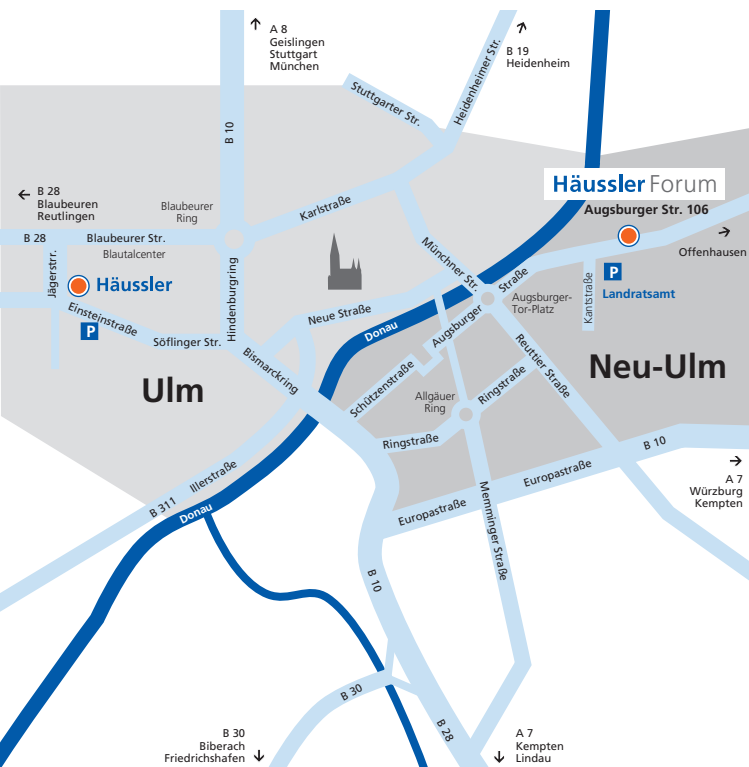 A 8
Geislingen
Stuttgart
München
B 19
Heidenheim
Heidenheimer Str.
Stuttgarter Str.
B 10
Häussler Forum
Augsburger Str. 106
B 28
Blaubeuren
Reutlingen
Blaubeurer
Ring
Karlstraße
B 28
Blaubeurer Str.
Blautalcenter
Münchner Str.
Offenhausen
Jägerstrr.
Häussler
Hindenburgring
Straße
P
Landratsamt
Kantstraße
Augsburger-
Tor-Platz
Einsteinstraße
P
Söflinger Str.
Neue Straße
Donau
Augsburger
Bismarckring
Reuttier Straße
Ulm
Neu-Ulm
Schützenstraße
Allgäuer
Ring
Ringstraße
Ringstraße
B 10
Illerstraße
B 311
Donau
Europastraße
Europastraße
A 7
Würzburg
Kempten
Memminger Straße
B 10
B 30
B 28
B 30
Biberach
Friedrichshafen
A 7
Kempten
Lindau